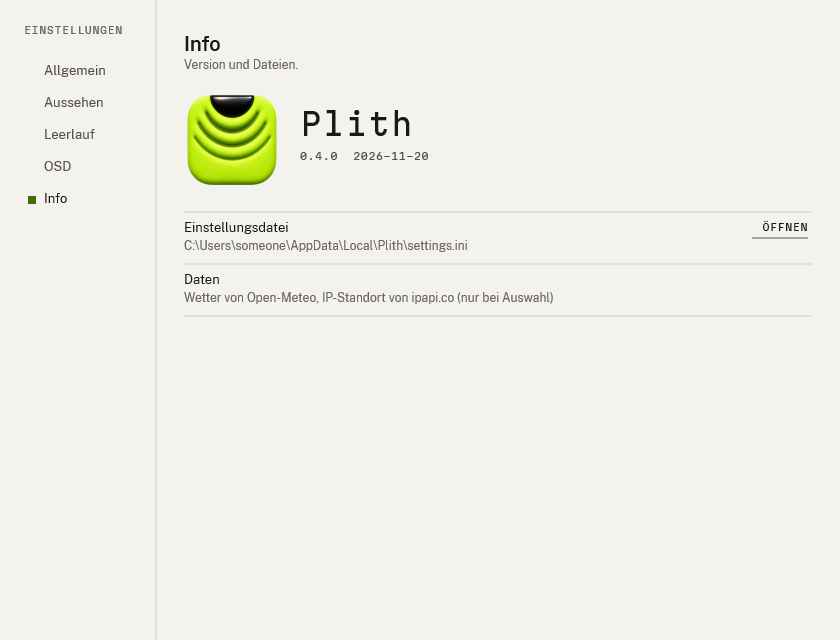 EINSTELLUNGEN
Allgemein
Aussehen
Leerlauf
OSD
Info
Info
Version und Dateien.
Plith
0.4.0 2026-11-20
Einstellungsdatei
ÖFFNEN
C:\Users\someone\AppData\Local\Plith\settings.ini
Daten
Wetter von Open-Meteo, IP-Standort von ipapi.co (nur bei Auswahl)